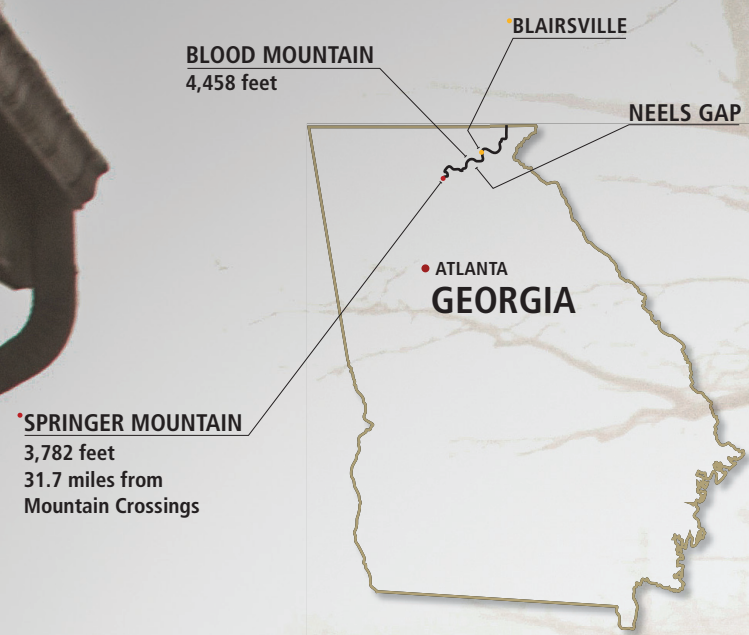 BLAIRSVILLE
BLOOD MOUNTAIN
4,458 feet
NEELS GAP
ATLANTA
GEORGIA
SPRINGER MOUNTAIN
3,782 feet
31.7 miles from
Mountain Crossings